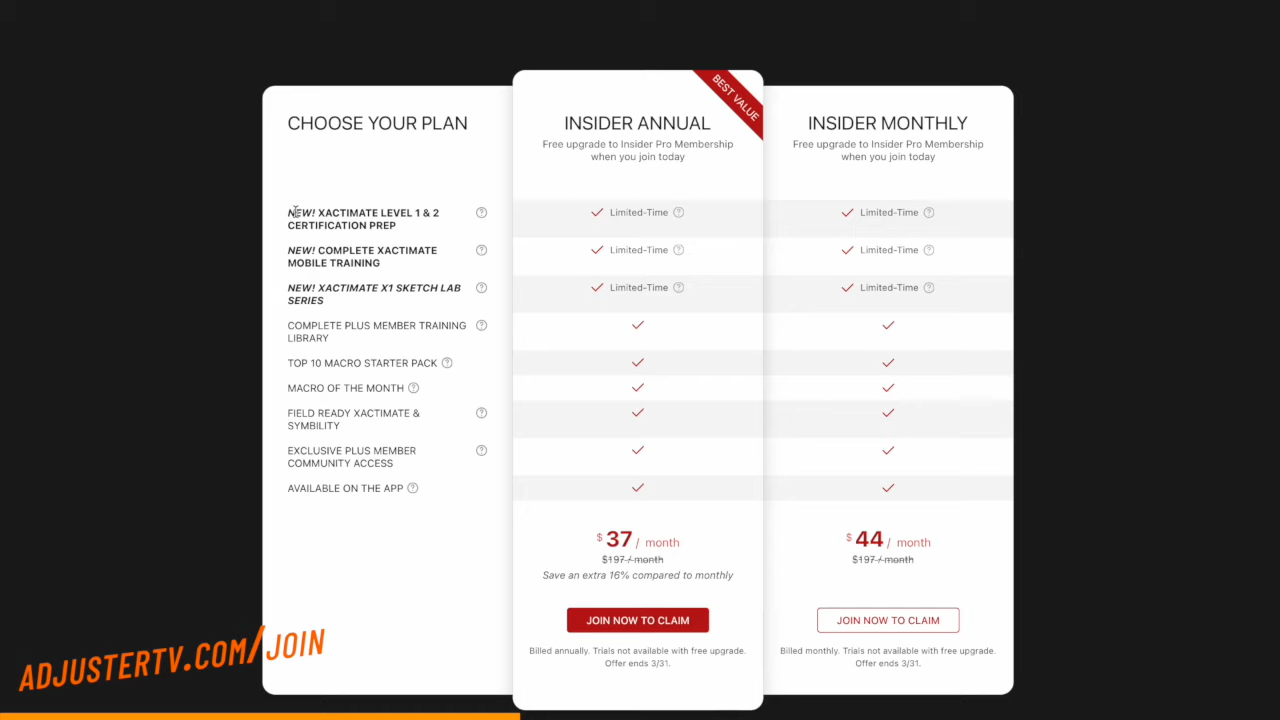 CHOOSE YOUR PLAN
NEW! XACTIMATE LEVEL 1 & 2
CERTIFICATION PREP
NEW! COMPLETE XACTIMATE
MOBILE TRAINING
NEW! XACTIMATE X1 SKETCH LAB
SERIES
COMPLETE PLUS MEMBER TRAINING
LIBRARY
TOP 10 MACRO STARTER PACK
MACRO OF THE MONTH
FIELD READY XACTIMATE &
SYMBILITY
EXCLUSIVE PLUS MEMBER
COMMUNITY ACCESS
AVAILABLE ON THE APP
BEST VALUE
INSIDER ANNUAL
Free upgrade to Insider Pro Membership
when you join today
Limited-Time
Limited-Time
Limited-Time
$37 / month
$197 / month
Save an extra 16% compared to monthly
JOIN NOW TO CLAIM
Billed annually. Trials not available with free upgrade.
Offer ends 3/31.
INSIDER MONTHLY
Free upgrade to Insider Pro Membership
when you join today
Limited-Time
Limited-Time
Limited-Time
$44 / month
$197 / month
JOIN NOW TO CLAIM
Billed monthly. Trials not available with free upgrade.
Offer ends 3/31.
ADJUSTERTV.COM/JOIN